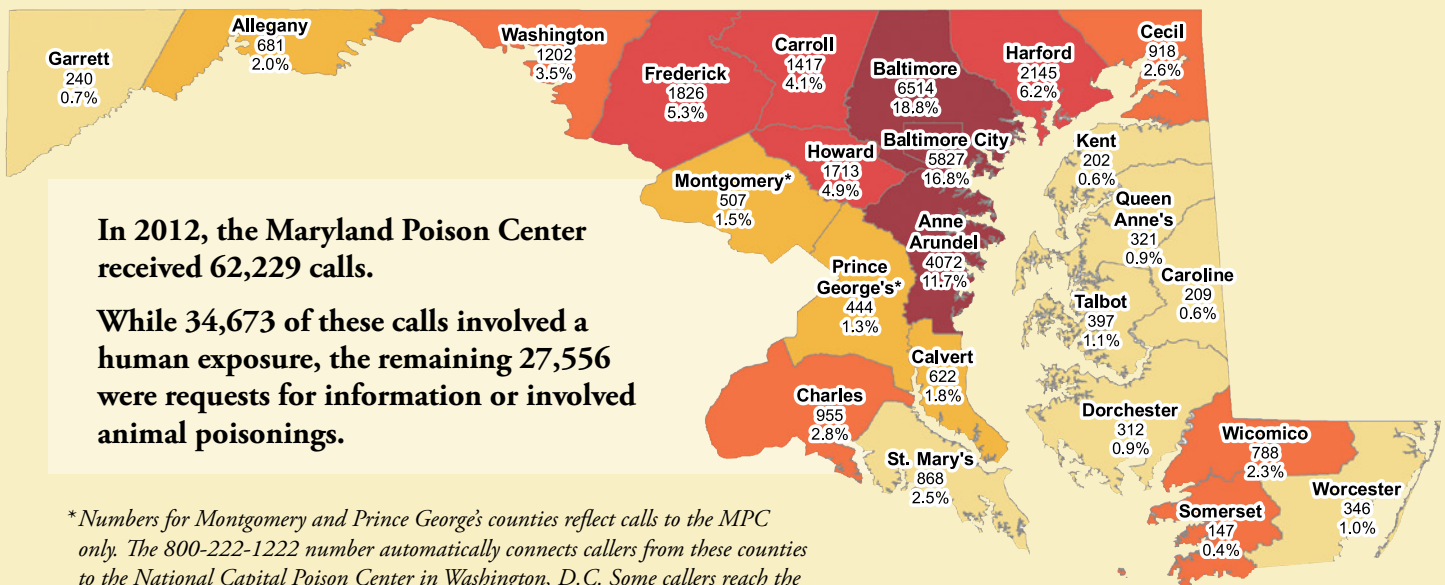 Garrett
240
0.7%
Allegany
681
2.0%
Washington
1202
3.5%
Frederick
1826
5.3%
Carroll
1417
4.1%
Baltimore
6514
18.8%
Harford
2145
6.2%
Cecil
918
2.6%
Howard
1713
4.9%
Baltimore City
5827
16.8%
Kent
202
0.6%
Montgomery*
507
1.5%
Queen
Anne's
321
0.9%
Anne
Arundel
4072
11.7%
Prince
George's*
444
1.3%
Caroline
209
0.6%
Talbot
397
1.1%
Calvert
622
1.8%
Charles
955
2.8%
Dorchester
312
0.9%
St. Mary's
868
2.5%
Wicomico
788
2.3%
Worcester
346
1.0%
Somerset
147
0.4%
In 2012, the Maryland Poison Center
received 62,229 calls.
While 34,673 of these calls involved a
human exposure, the remaining 27,556
were requests for information or involved
animal poisonings.
*Numbers for Montgomery and Prince George's counties reflect calls to the MPC
only. The 800-222-1222 number automatically connects callers from these counties
to the National Capital Poison Center in Washington, D.C. Some callers reach the